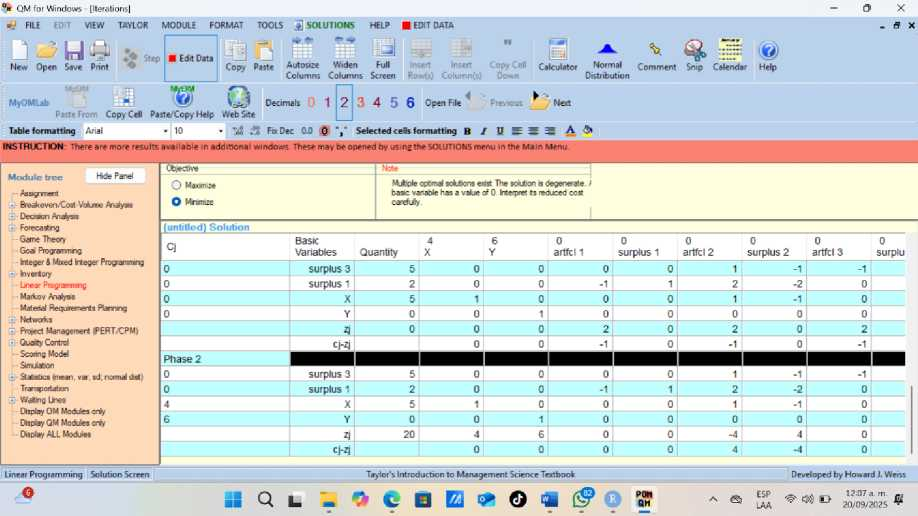 QM for Windows - [Iterations]
FILE EDIT VIEW TAYLOR MODULE FORMAT TOOLS SOLUTIONS HELP EDIT DATA
New Open Save Print Step Edit Data Copy Paste Autosize Columns Widen Columns Full Screen Insert Row(s) Insert Column(s) Copy Cell Down Calculator Normal Distribution Comment Snip Calendar Help
MyOMLab Paste From Copy Cell Paste/Copy Help Web Site Decimals 0 1 2 3 4 5 6 Open File Previous Next
MyOM MyOM
Table formatting Arial 10 Fix Dec 0.0 0 "," Selected cells formatting B I U A
INSTRUCTION: There are more results available in additional windows. These may be opened by using the SOLUTIONS menu in the Main Menu.
Module tree Hide Panel
Assignment
Breakeven/Cost-Volume Analysis
Decision Analysis
Forecasting
Game Theory
Goal Programming
Integer & Mixed Integer Programming
Inventory
Linear Programming
Markov Analysis
Material Requirements Planning
Networks
Project Management (PERT/CPM)
Quality Control
Scoring Model
Simulation
Statistics (mean, var, sd; normal dist)
Transportation
Waiting Lines
Display OM Modules only
Display QM Modules only
Display ALL Modules
Objective
Maximize
Minimize
Note
Multiple optimal solutions exist. The solution is degenerate. A
basic variable has a value of 0. Interpret its reduced cost
carefully.
(untitled) Solution
Cj Basic Variables Quantity 4 X 6 Y 0 artfcl 1 0 surplus 1 0 artfcl 2 0 surplus 2 0 artfcl 3 0 surplu
0 surplus 3 5 0 0 0 0 1 -1 -1
0 surplus 1 2 0 0 -1 1 2 -2 0
0 X 5 1 0 0 0 1 -1 0
0 Y 0 0 1 0 0 0 0 0
zj 0 0 0 2 0 2 0 2
cj-zj 0 0 -1 0 -1 0 -1
Phase 2
0 surplus 3 5 0 0 0 0 1 -1 -1
0 surplus 1 2 0 0 -1 1 2 -2 0
4 X 5 1 0 0 0 1 -1 0
6 Y 0 0 1 0 0 0 0 0
zj 20 4 6 0 0 -4 4 0
cj-zj 0 0 0 0 4 -4 0
Linear Programming Solution Screen Taylor's Introduction to Management Science Textbook Developed by Howard J. Weiss
6 82 POM QM ESP LAA 12:07 a. m. 20/09/2025